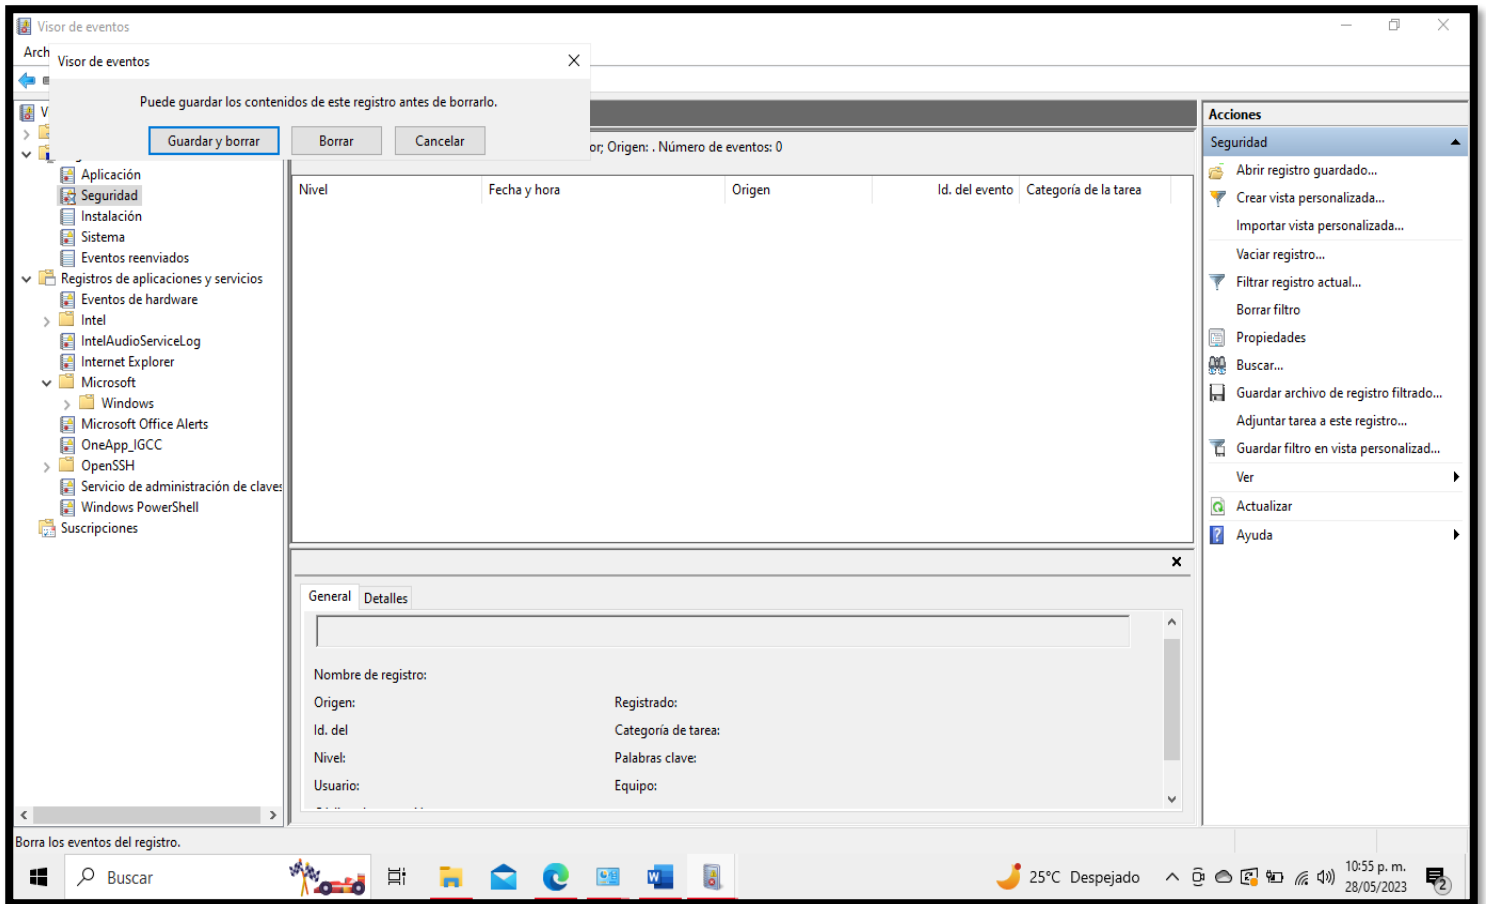 Visor de eventos
Arch
Visor de eventos
Puede guardar los contenidos de este registro antes de borrarlo.
Guardar y borrar
Borrar
Cancelar
V
or; Origen: . Número de eventos: 0
Aplicación
Seguridad
Instalación
Sistema
Eventos reenviados
Registros de aplicaciones y servicios
Eventos de hardware
Intel
IntelAudioServiceLog
Internet Explorer
Microsoft
Windows
Microsoft Office Alerts
OneApp_IGCC
OpenSSH
Servicio de administración de claves
Windows PowerShell
Suscripciones
Nivel Fecha y hora Origen Id. del evento Categoría de la tarea
General Detalles
Nombre de registro:
Origen: Registrado:
Id. del Categoría de tarea:
Nivel: Palabras clave:
Usuario: Equipo:
Acciones
Seguridad
Abrir registro guardado...
Crear vista personalizada...
Importar vista personalizada...
Vaciar registro...
Filtrar registro actual...
Borrar filtro
Propiedades
Buscar...
Guardar archivo de registro filtrado...
Adjuntar tarea a este registro...
Guardar filtro en vista personalizad...
Ver
Actualizar
Ayuda
Borra los eventos del registro.
Buscar
25°C Despejado
10:55 p. m.
28/05/2023
2